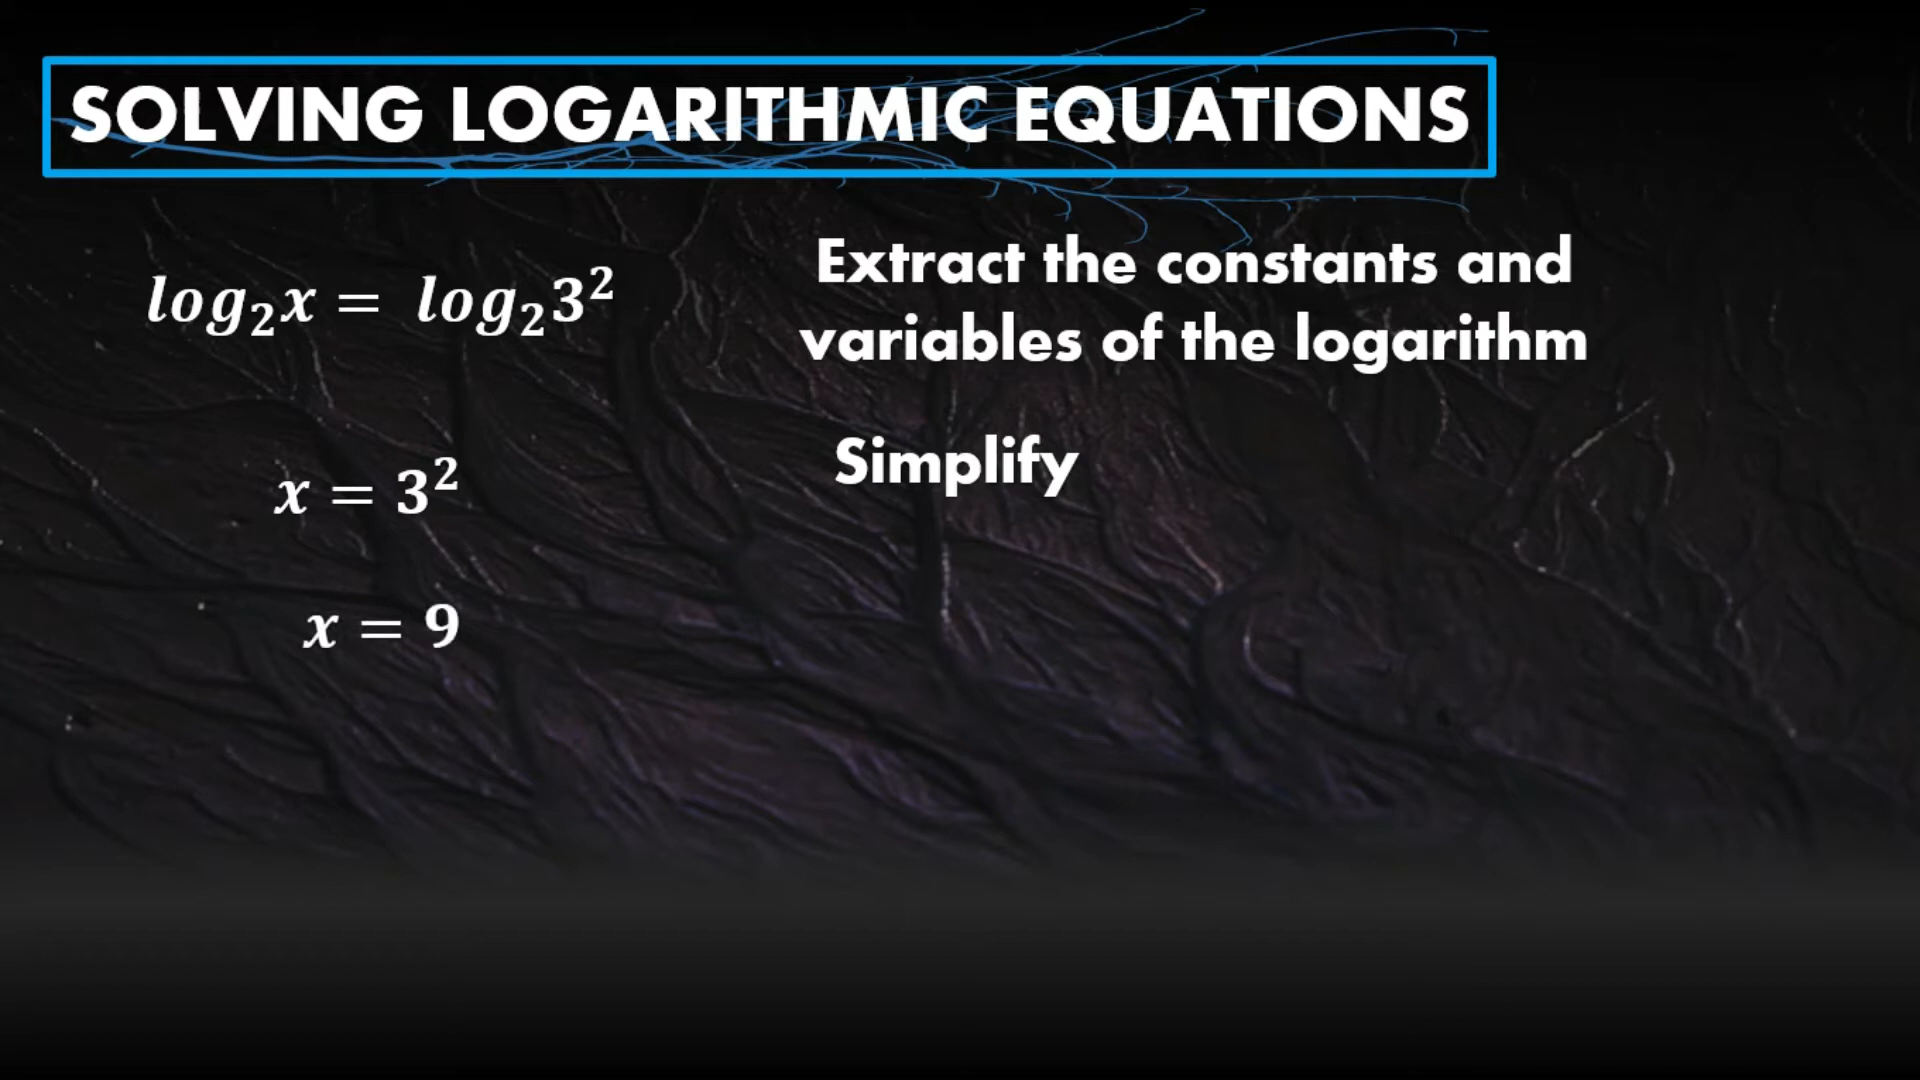 SOLVING LOGARITHMIC EQUATIONS
log₂x = log₂3²
Extract the constants and
variables of the logarithm
x = 3²
Simplify
x = 9